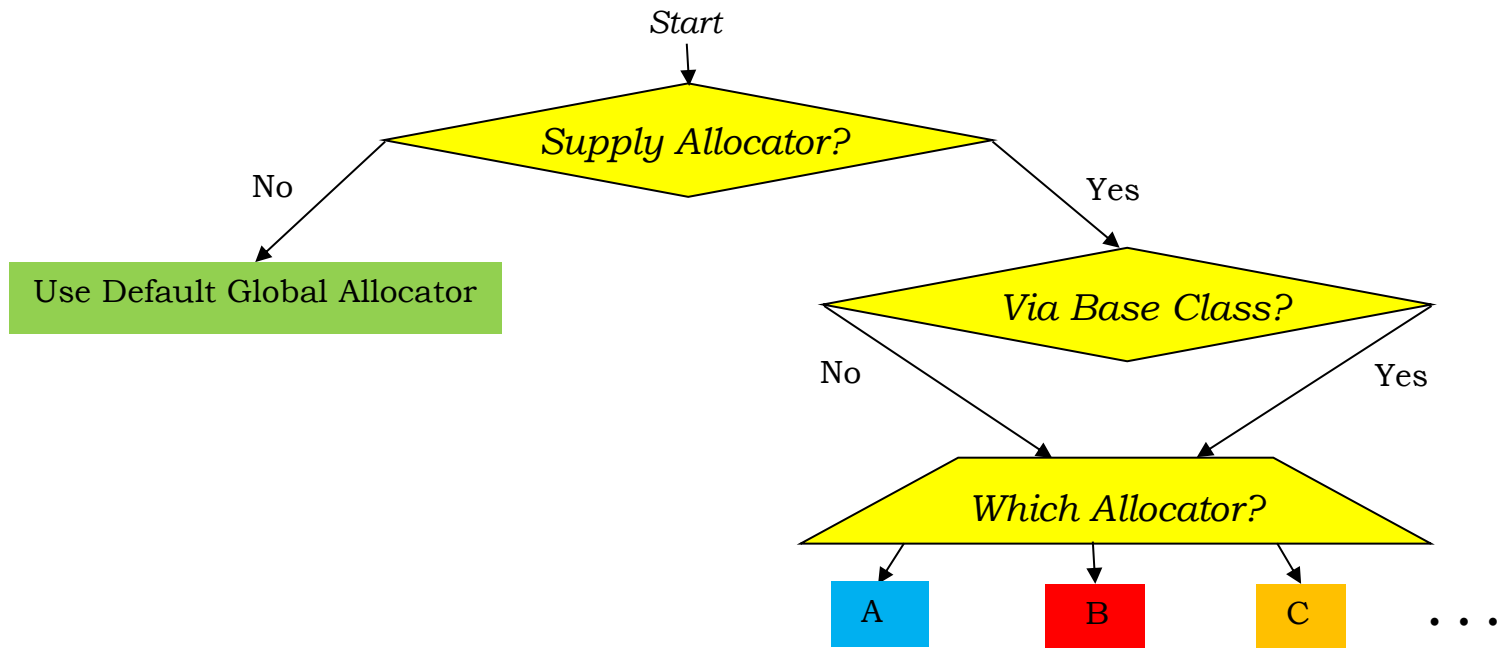 Start
Supply Allocator?
No
Yes
Use Default Global Allocator
Via Base Class?
No
Yes
Which Allocator?
A
B
C
. . .